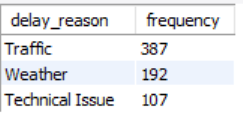 delay_reason frequency
Traffic 387
Weather 192
Technical Issue 107